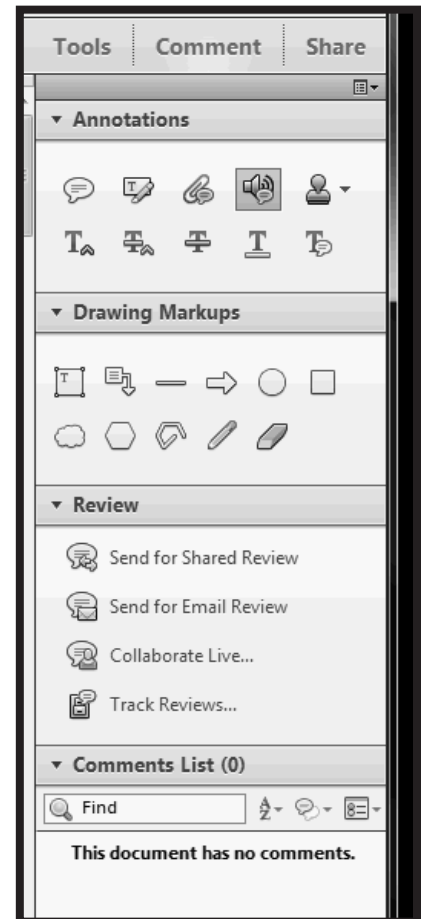 Tools Comment Share
Annotations
Drawing Markups
Review
Send for Shared Review
Send for Email Review
Collaborate Live...
Track Reviews...
Comments List (0)
Find
This document has no comments.